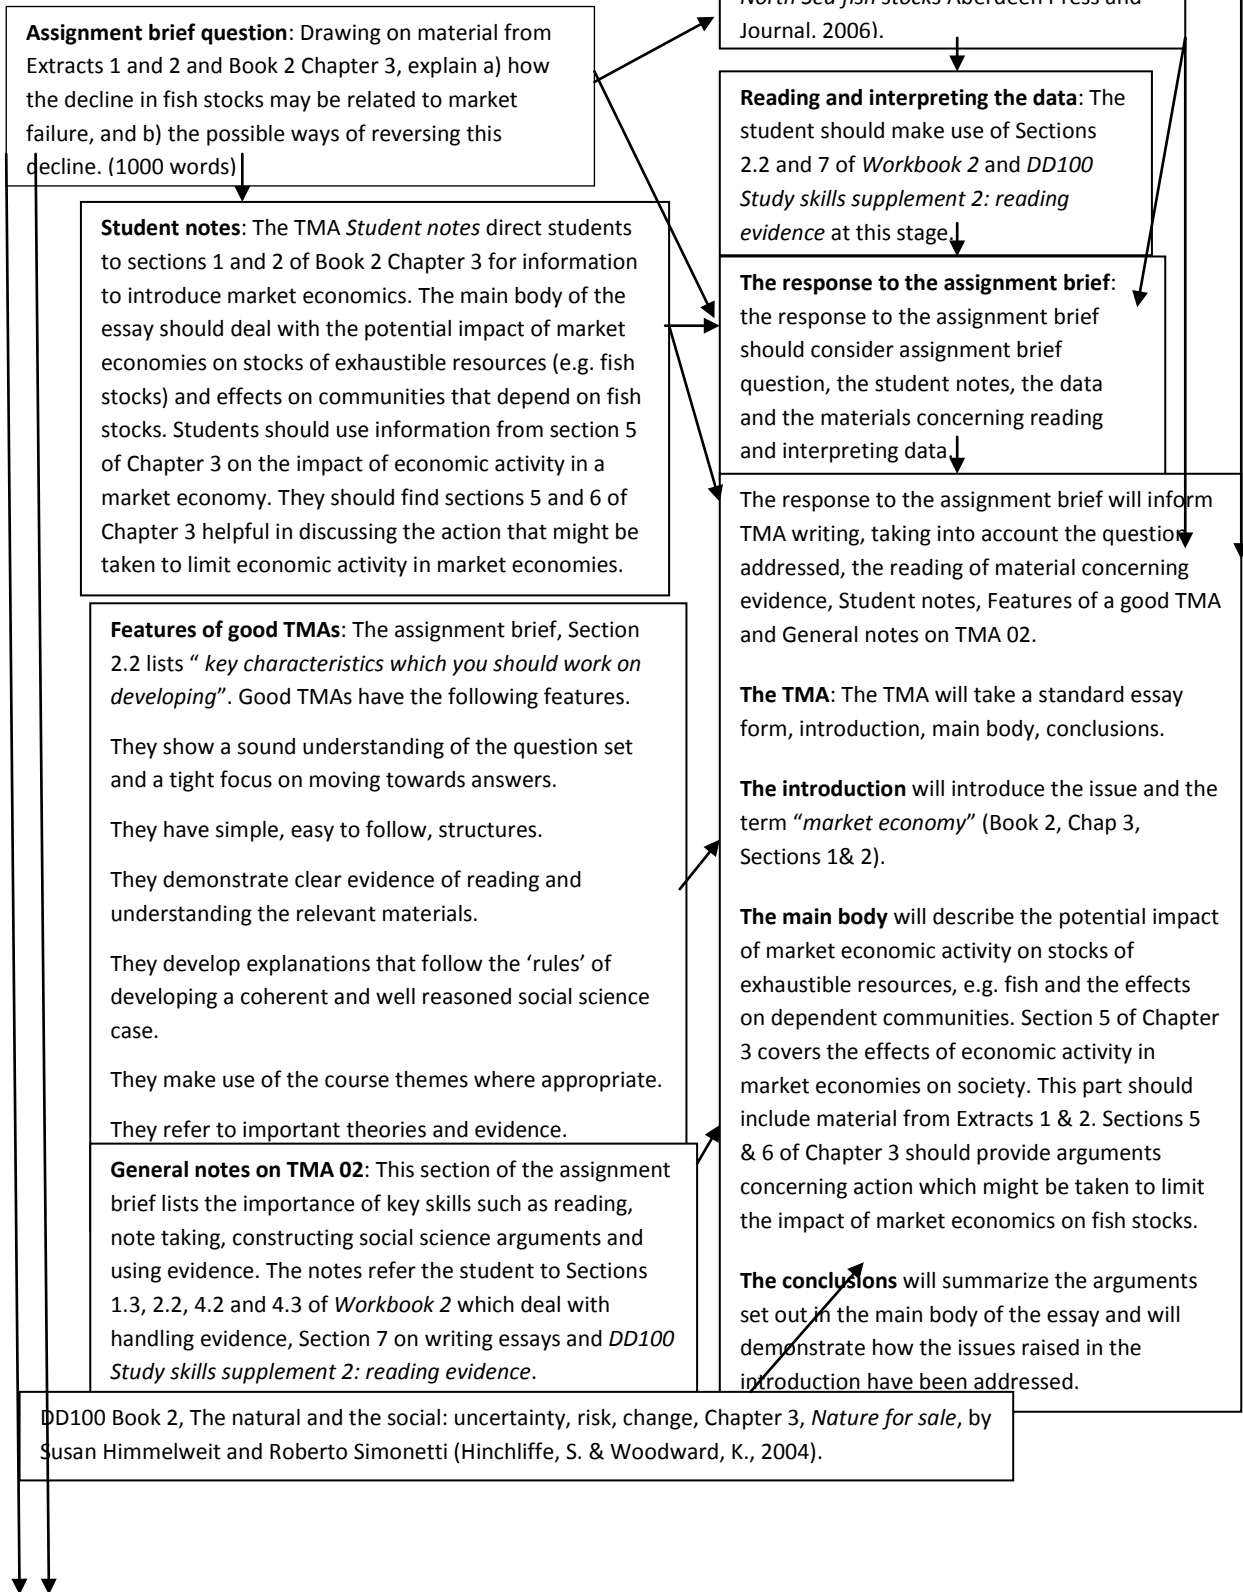 North Sea fish stocks Aberdeen Press and
Journal. 2006).
Assignment brief question: Drawing on material from
Extracts 1 and 2 and Book 2 Chapter 3, explain a) how
the decline in fish stocks may be related to market
failure, and b) the possible ways of reversing this
decline. (1000 words)
Reading and interpreting the data: The
student should make use of Sections
2.2 and 7 of Workbook 2 and DD100
Study skills supplement 2: reading
evidence at this stage.
Student notes: The TMA Student notes direct students
to sections 1 and 2 of Book 2 Chapter 3 for information
to introduce market economics. The main body of the
essay should deal with the potential impact of market
economies on stocks of exhaustible resources (e.g. fish
stocks) and effects on communities that depend on fish
stocks. Students should use information from section 5
of Chapter 3 on the impact of economic activity in a
market economy. They should find sections 5 and 6 of
Chapter 3 helpful in discussing the action that might be
taken to limit economic activity in market economies.
The response to the assignment brief:
the response to the assignment brief
should consider assignment brief
question, the student notes, the data
and the materials concerning reading
and interpreting data.
Features of good TMAs: The assignment brief, Section
2.2 lists “ key characteristics which you should work on
developing”. Good TMAs have the following features.
They show a sound understanding of the question set
and a tight focus on moving towards answers.
They have simple, easy to follow, structures.
They demonstrate clear evidence of reading and
understanding the relevant materials.
They develop explanations that follow the ‘rules’ of
developing a coherent and well reasoned social science
case.
They make use of the course themes where appropriate.
They refer to important theories and evidence.
General notes on TMA 02: This section of the assignment
brief lists the importance of key skills such as reading,
note taking, constructing social science arguments and
using evidence. The notes refer the student to Sections
1.3, 2.2, 4.2 and 4.3 of Workbook 2 which deal with
handling evidence, Section 7 on writing essays and DD100
Study skills supplement 2: reading evidence.
The response to the assignment brief will inform
TMA writing, taking into account the question
addressed, the reading of material concerning
evidence, Student notes, Features of a good TMA
and General notes on TMA 02.
The TMA: The TMA will take a standard essay
form, introduction, main body, conclusions.
The introduction will introduce the issue and the
term “market economy” (Book 2, Chap 3,
Sections 1& 2).
The main body will describe the potential impact
of market economic activity on stocks of
exhaustible resources, e.g. fish and the effects
on dependent communities. Section 5 of Chapter
3 covers the effects of economic activity in
market economies on society. This part should
include material from Extracts 1 & 2. Sections 5
& 6 of Chapter 3 should provide arguments
concerning action which might be taken to limit
the impact of market economics on fish stocks.
The conclusions will summarize the arguments
set out in the main body of the essay and will
demonstrate how the issues raised in the
introduction have been addressed.
DD100 Book 2, The natural and the social: uncertainty, risk, change, Chapter 3, Nature for sale, by
Susan Himmelweit and Roberto Simonetti (Hinchliffe, S. & Woodward, K., 2004).